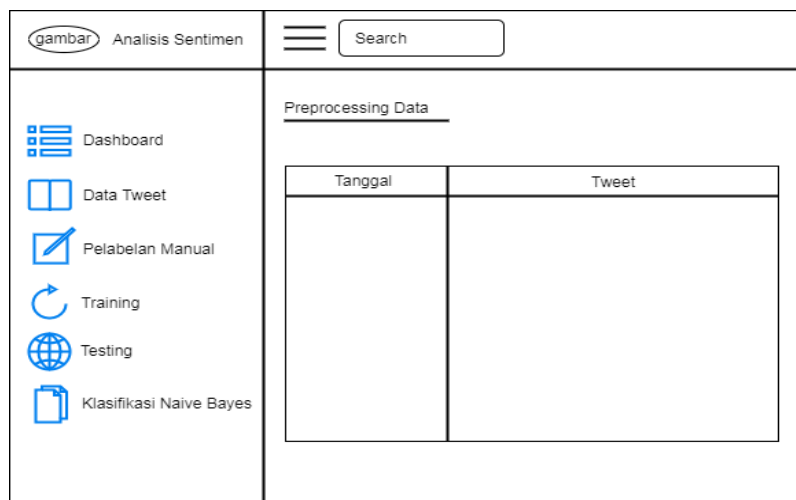 gambar Analisis Sentimen
Search
Dashboard
Data Tweet
Pelabelan Manual
Training
Testing
Klasifikasi Naive Bayes
Preprocessing Data
Tanggal Tweet